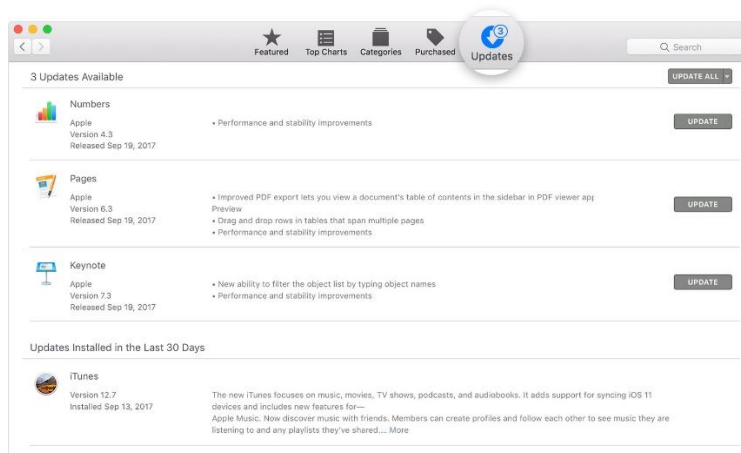 3
Featured
Top Charts
Categories
Purchased
Updates
Search
3 Updates Available
UPDATE ALL
Numbers
Apple
Version 4.3
Released Sep 19, 2017
• Performance and stability improvements
UPDATE
Pages
Apple
Version 6.3
Released Sep 19, 2017
• Improved PDF export lets you view a document's table of contents in the sidebar in PDF viewer app
Preview
• Drag and drop rows in tables that span multiple pages
• Performance and stability improvements
UPDATE
Keynote
Apple
Version 7.3
Released Sep 19, 2017
• New ability to filter the object list by typing object names
• Performance and stability improvements
UPDATE
Updates Installed in the Last 30 Days
iTunes
Version 12.7
Installed Sep 13, 2017
The new iTunes focuses on music, movies, TV shows, podcasts, and audiobooks. It adds support for syncing iOS 11
devices and includes new features for—
Apple Music. Now discover music with friends. Members can create profiles and follow each other to see music they are
listening to and any playlists they've shared.... More